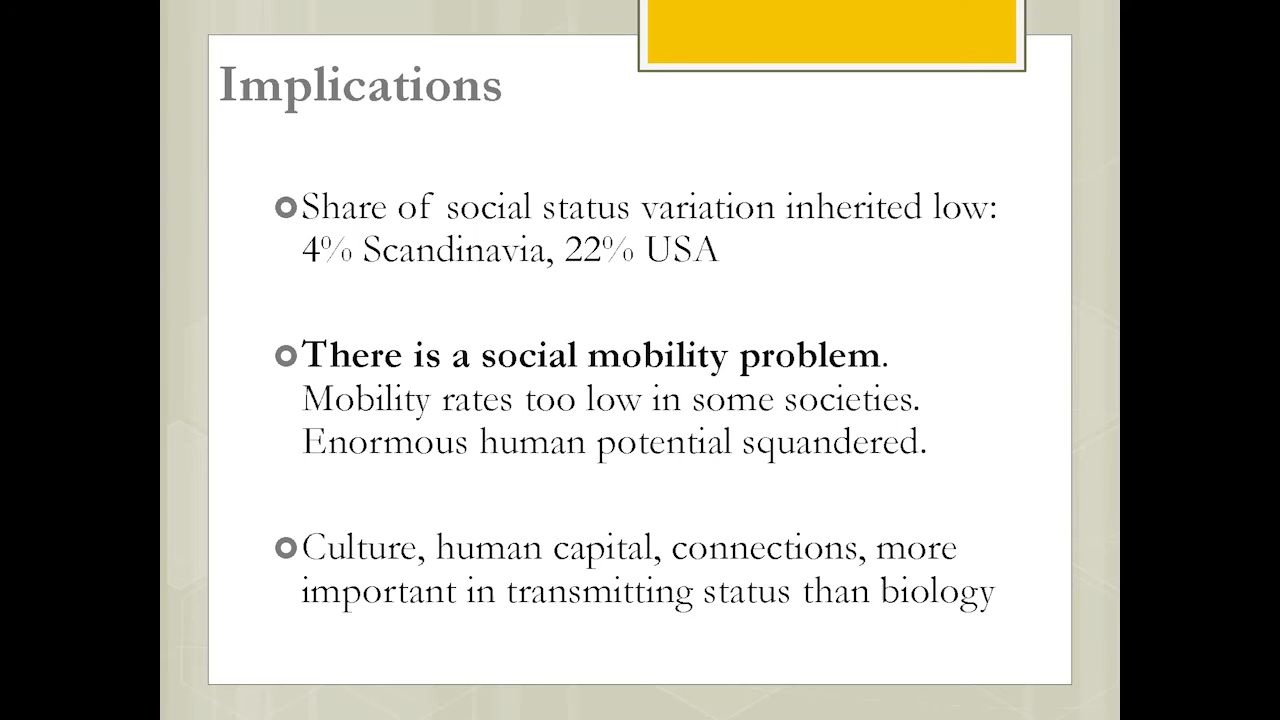 Implications
Share of social status variation inherited low:
4% Scandinavia, 22% USA
There is a social mobility problem.
Mobility rates too low in some societies.
Enormous human potential squandered.
Culture, human capital, connections, more
important in transmitting status than biology